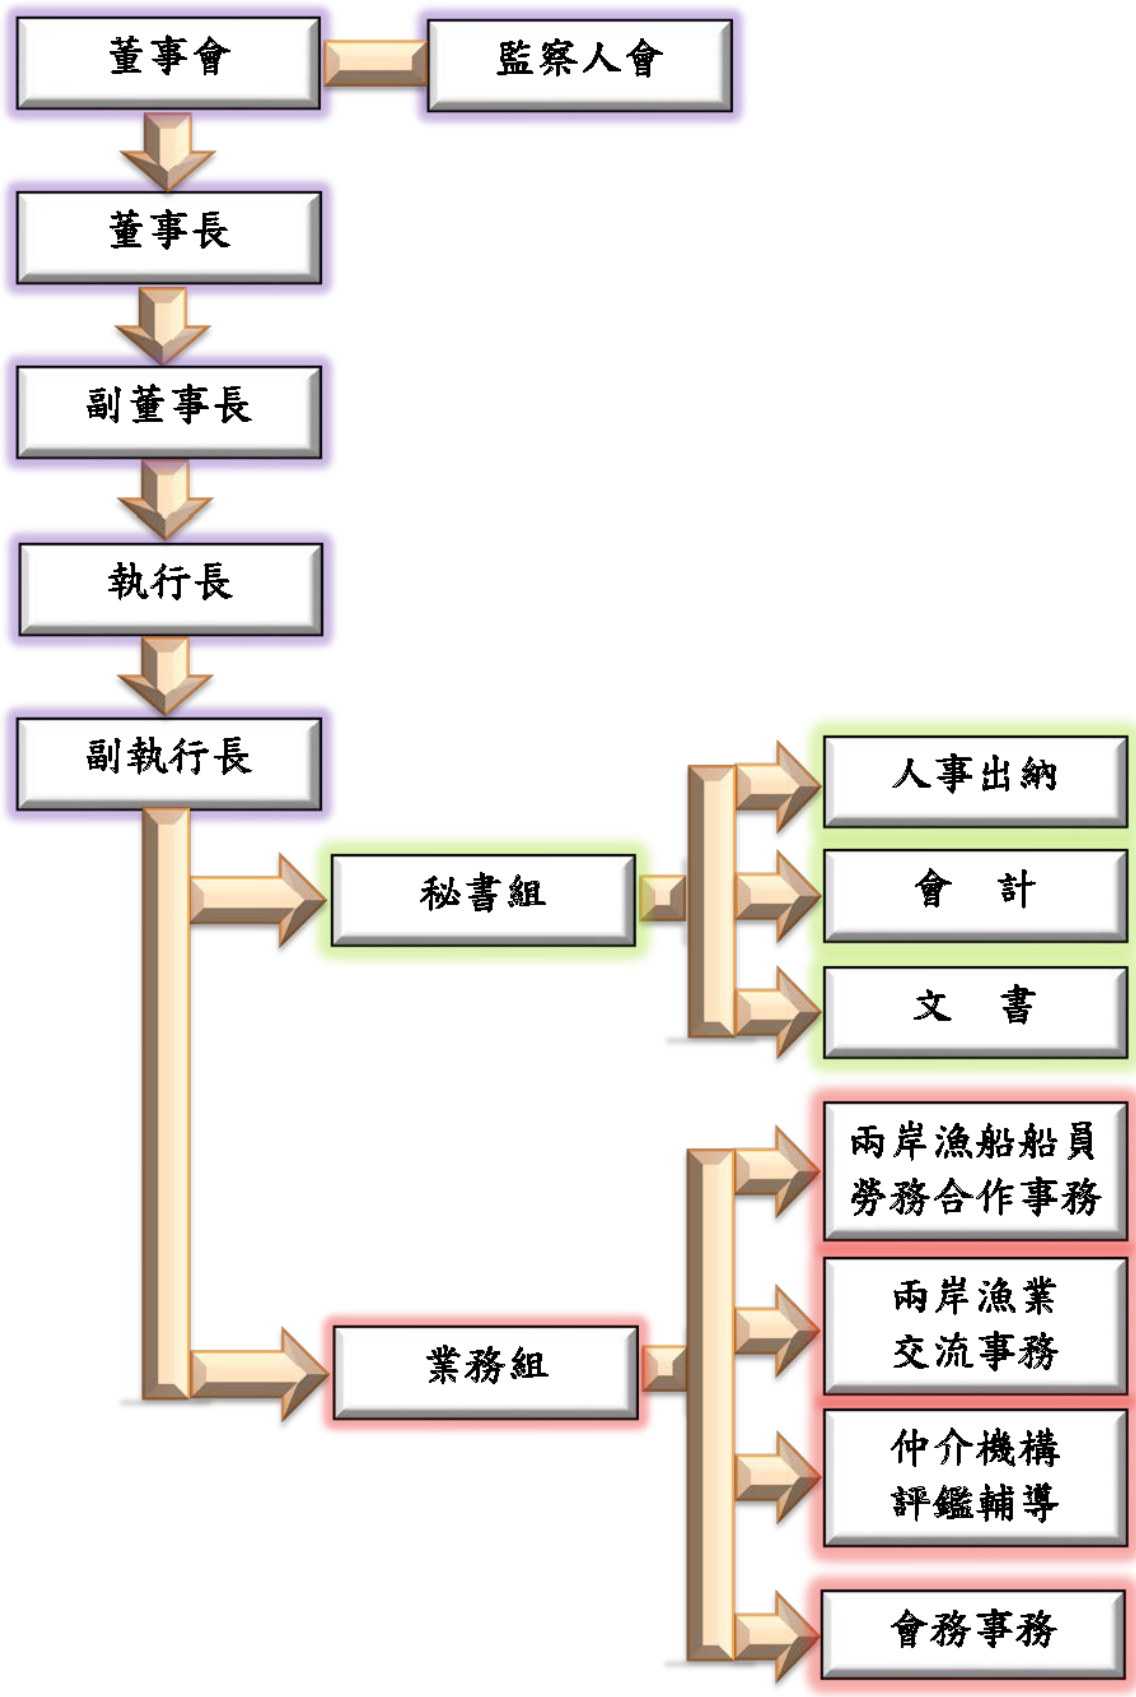 董事會
監察人會
董事長
副董事長
執行長
副執行長
人事出納
秘書組
會 計
文 書
兩岸漁船船員
勞務合作事務
兩岸漁業
交流事務
業務組
仲介機構
評鑑輔導
會務事務